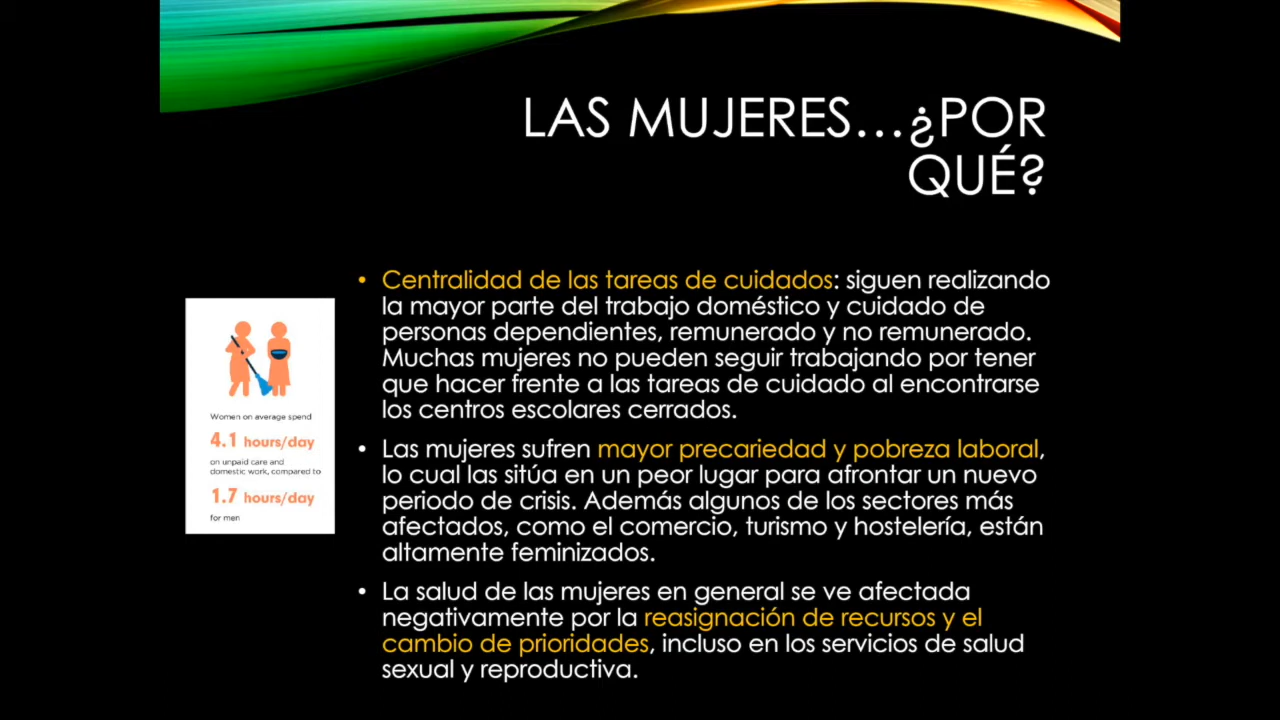 LAS MUJERES...¿POR
QUÉ?
• Centralidad de las tareas de cuidados: siguen realizando
la mayor parte del trabajo doméstico y cuidado de
personas dependientes, remunerado y no remunerado.
Muchas mujeres no pueden seguir trabajando por tener
que hacer frente a las tareas de cuidado al encontrarse
los centros escolares cerrados.
• Las mujeres sufren mayor precariedad y pobreza laboral,
lo cual las sitúa en un peor lugar para afrontar un nuevo
periodo de crisis. Además algunos de los sectores más
afectados, como el comercio, turismo y hostelería, están
altamente feminizados.
• La salud de las mujeres en general se ve afectada
negativamente por la reasignación de recursos y el
cambio de prioridades, incluso en los servicios de salud
sexual y reproductiva.
Women on average spend
4.1 hours/day
on unpaid care and
domestic work, compared to
1.7 hours/day
for men